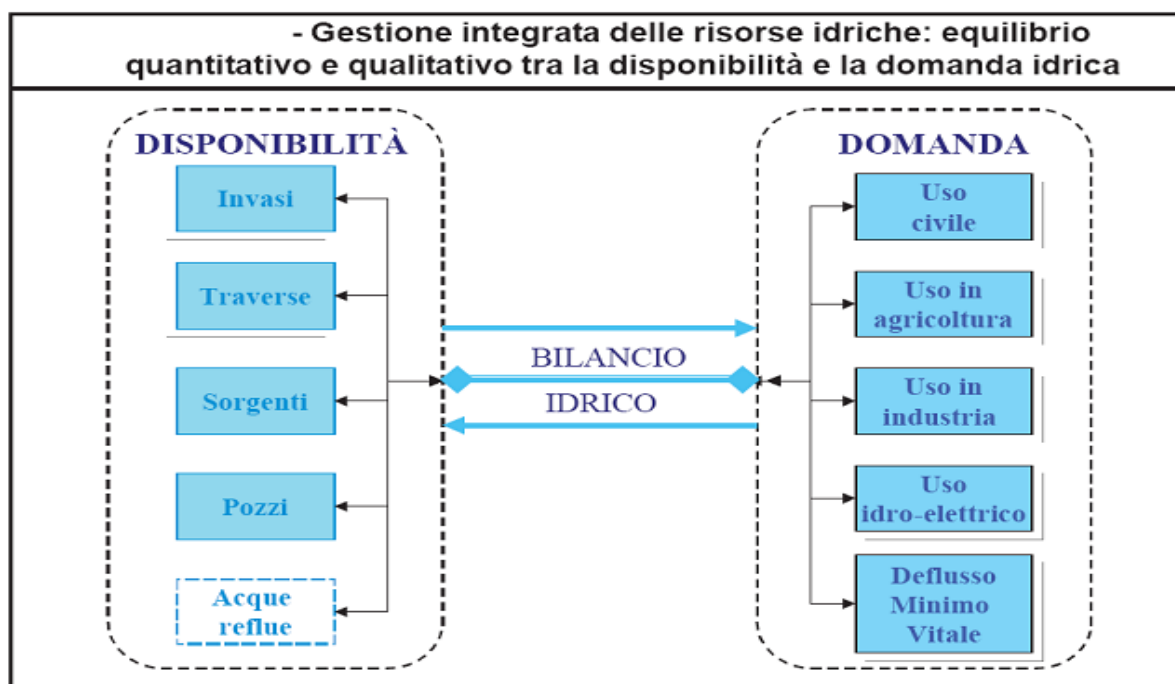 - Gestione integrata delle risorse idriche: equilibrio
quantitativo e qualitativo tra la disponibilità e la domanda idrica
DISPONIBILITÀ
Invasi
Traverse
Sorgenti
Pozzi
Acque
reflue
BILANCIO
IDRICO
DOMANDA
Uso
civile
Uso in
agricoltura
Uso in
industria
Uso
idro-elettrico
Deflusso
Minimo
Vitale